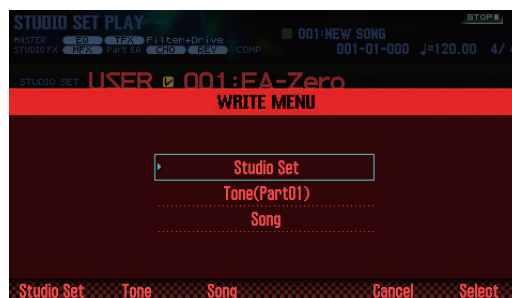 STUDIO SET PLAY
STOP
MASTER EQ TFX Filter+Drive
001:NEW SONG
STUDIO FX MFX Part EQ CHO REV COMP
001-01-000 ♩=120.00 4/
STUDIO SET USER 001:FA-Zero
WRITE MENU
Studio Set
Tone(Part01)
Song
Studio Set Tone Song Cancel Select